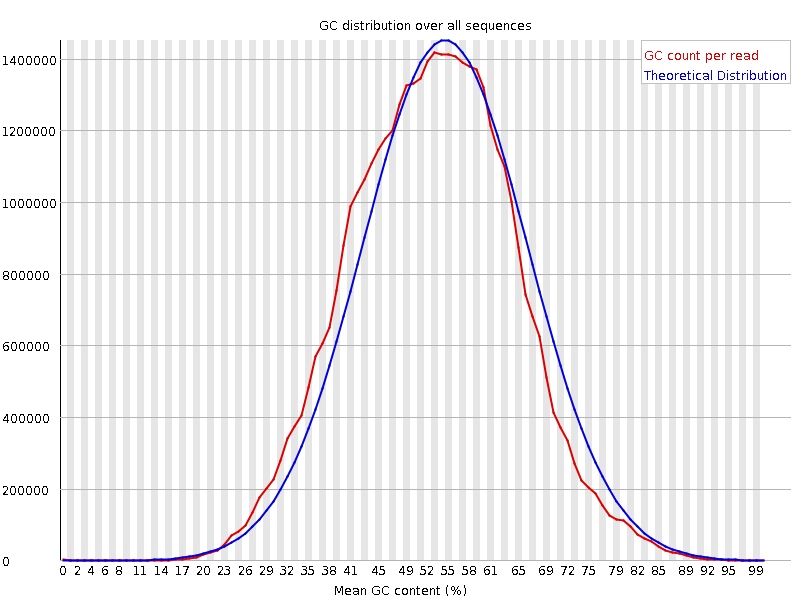 GC distribution over all sequences
GC count per read
Theoretical Distribution
1400000
1200000
1000000
800000
600000
400000
200000
0
0 2 4 6 8 11 14 17 20 23 26 29 32 35 38 41 45 49 52 55 58 61 65 69 72 75 79 82 85 89 92 95 99
Mean GC content (%)